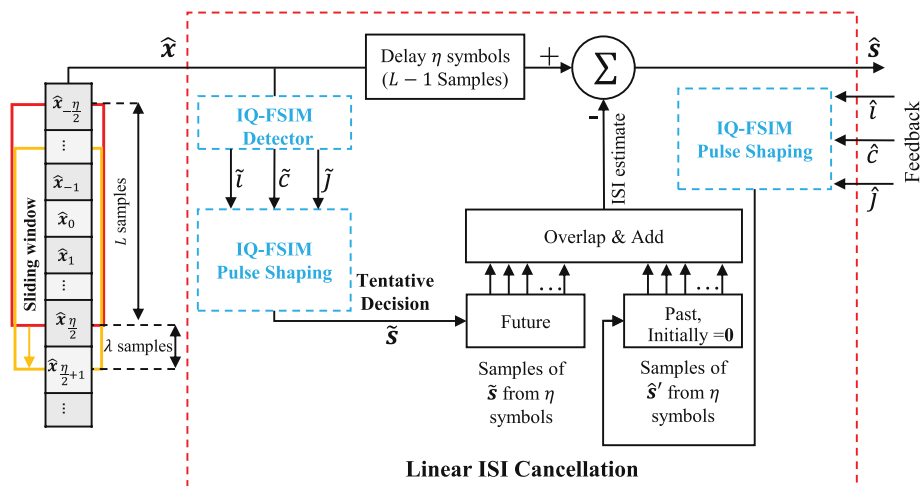 x̂
Delay η symbols
(L − 1 Samples)
+
Σ
-
ŝ
x̂_{-η/2}
⋮
x̂_{-1}
x̂_0
x̂_1
⋮
x̂_{η/2}
x̂_{η/2+1}
⋮
Sliding window
L samples
λ samples
IQ-FSIM
Detector
ĩ
c̃
j̃
IQ-FSIM
Pulse Shaping
Tentative
Decision
s̃
ISI estimate
IQ-FSIM
Pulse Shaping
î
ĉ
ĵ
Feedback
Overlap & Add
...
...
Future
Past,
Initially =0
Samples of
s̃ from η
symbols
Samples of
ŝ′ from η
symbols
Linear ISI Cancellation